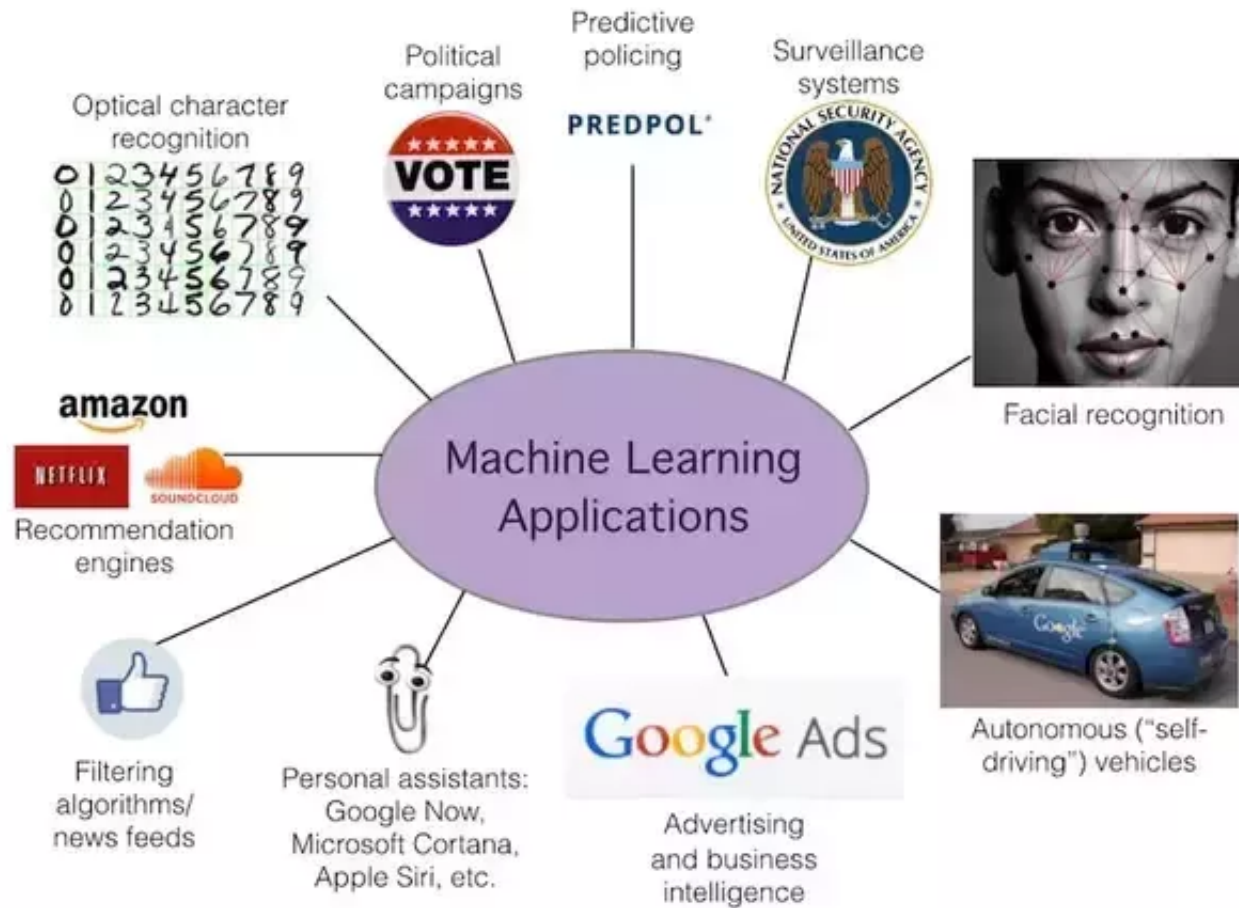 Optical character
recognition
0 1 2 3 4 5 6 7 8 9
0 1 2 3 4 5 6 7 8 9
0 1 2 3 4 5 6 7 8 9
0 1 2 3 4 5 6 7 8 9
0 1 2 3 4 5 6 7 8 9
0 1 2 3 4 5 6 7 8 9
Political
campaigns
VOTE
Predictive
policing
PREDPOL®
Surveillance
systems
NATIONAL SECURITY AGENCY
UNITED STATES OF AMERICA
Facial recognition
amazon
NETFLIX
SOUNDCLOUD
Recommendation
engines
Machine Learning
Applications
Google
Autonomous ("self-
driving") vehicles
Filtering
algorithms/
news feeds
Personal assistants:
Google Now,
Microsoft Cortana,
Apple Siri, etc.
Google Ads
Advertising
and business
intelligence